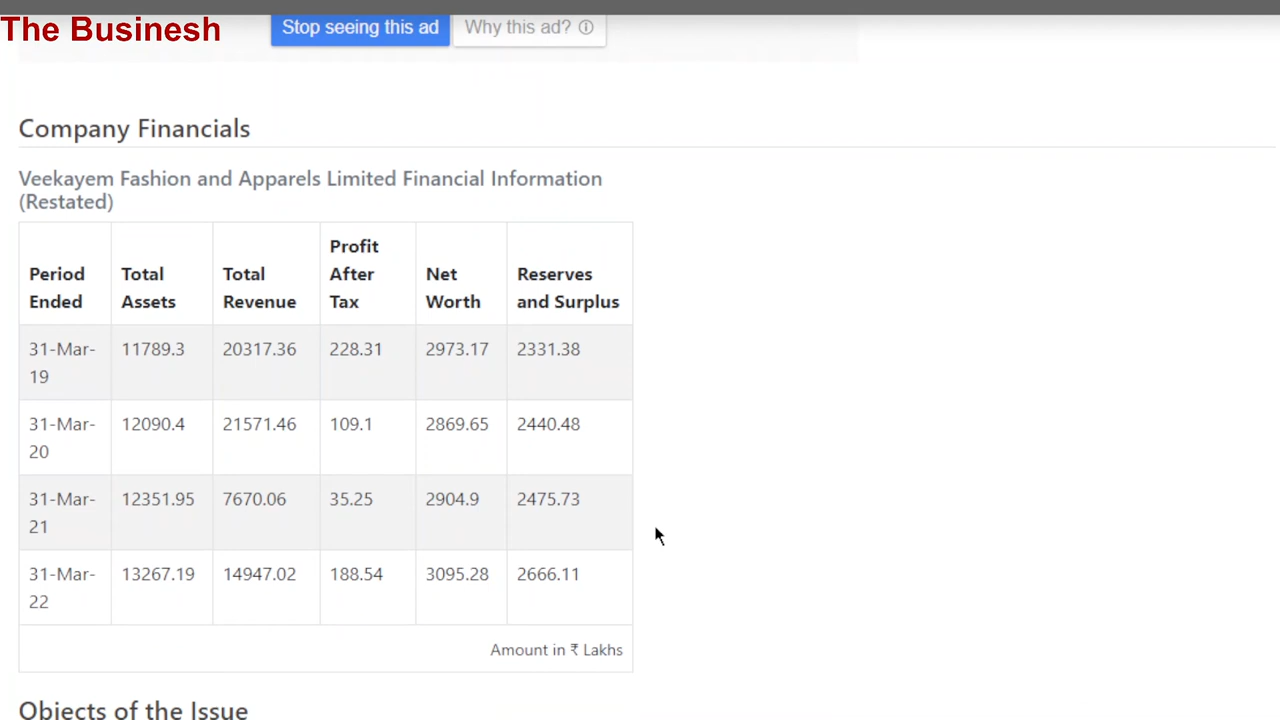 The Businesh
Stop seeing this ad Why this ad?
Company Financials
Veekayem Fashion and Apparels Limited Financial Information
(Restated)
Period Ended Total Assets Total Revenue Profit After Tax Net Worth Reserves and Surplus
31-Mar-19 11789.3 20317.36 228.31 2973.17 2331.38
31-Mar-20 12090.4 21571.46 109.1 2869.65 2440.48
31-Mar-21 12351.95 7670.06 35.25 2904.9 2475.73
31-Mar-22 13267.19 14947.02 188.54 3095.28 2666.11
Amount in ₹ Lakhs
Objects of the Issue